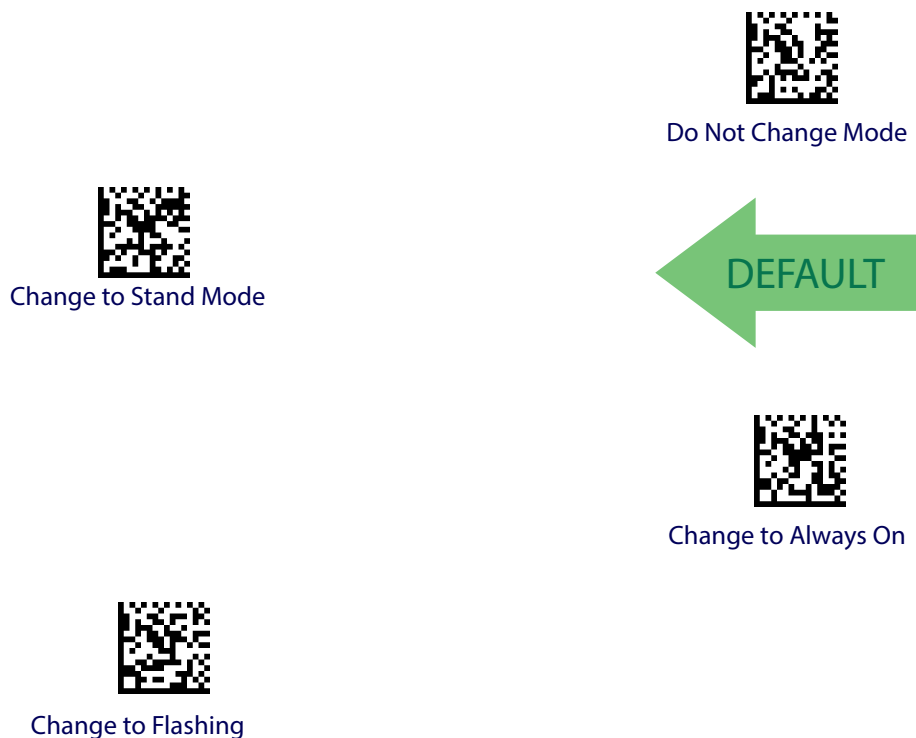 Do Not Change Mode
Change to Stand Mode
DEFAULT
Change to Always On
Change to Flashing